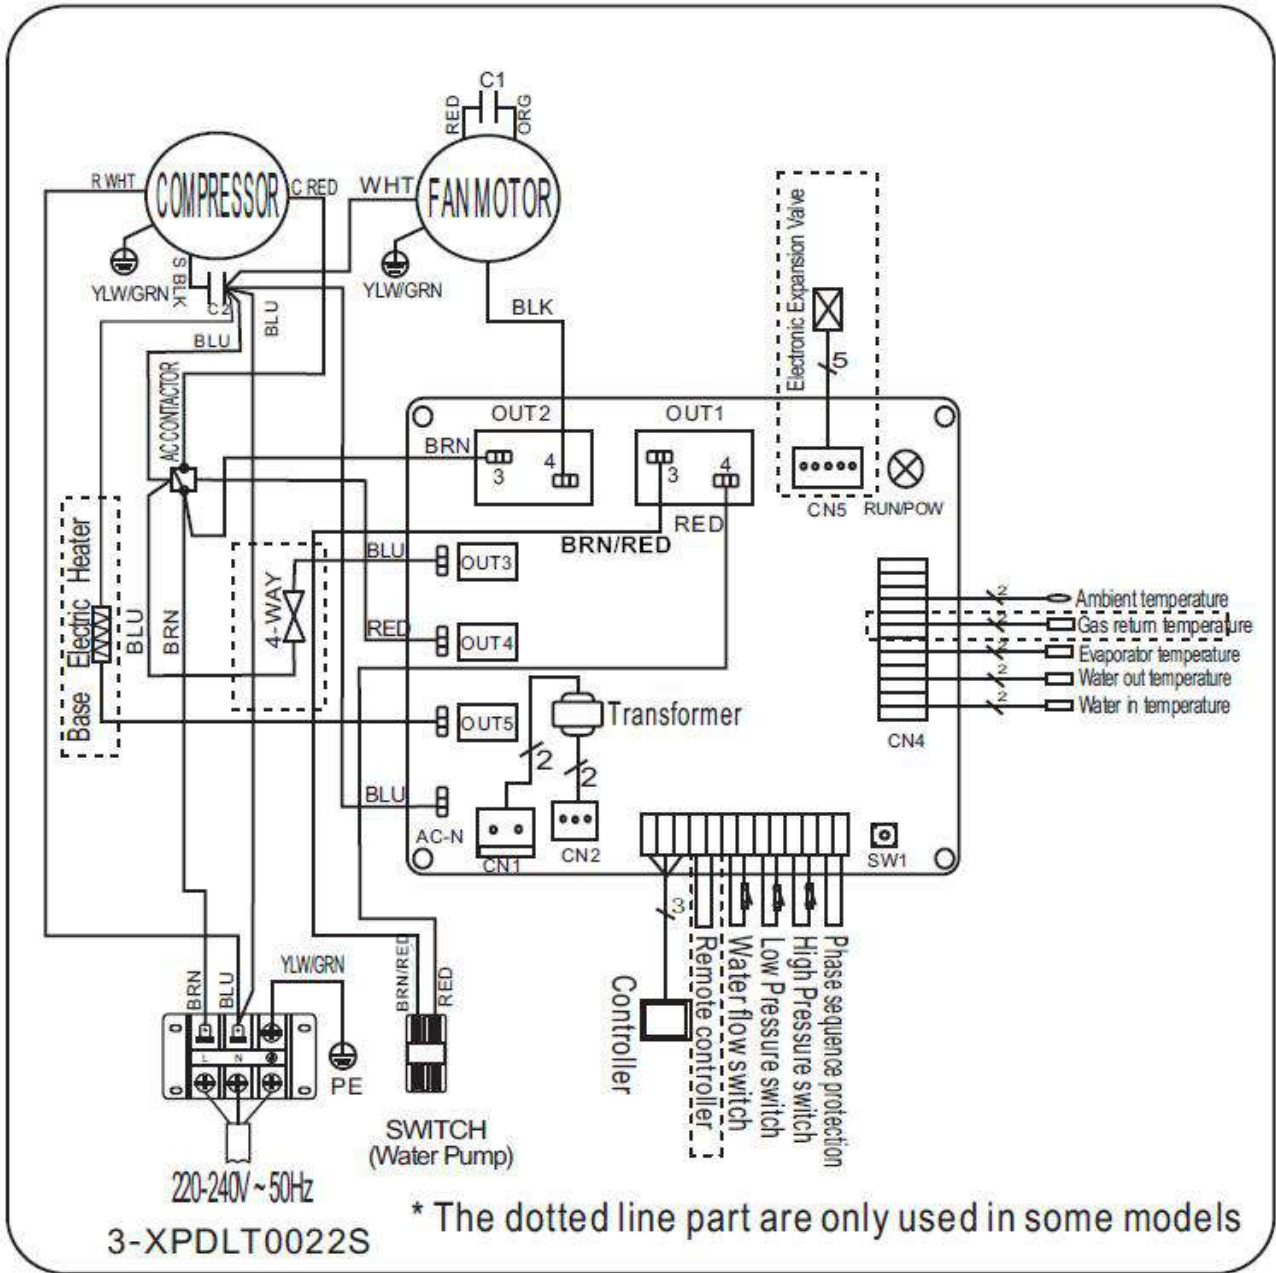 C1
RED
ORG
R WHT
COMPRESSOR
C RED
WHT
FAN MOTOR
S BLK
YLW/GRN
C2
BLU
BLU
YLW/GRN
BLK
Electronic Expansion Valve
5
AC CONTACTOR
OUT2
OUT1
BRN
3
4
3
4
CN5
RUN/POW
RED
BRN/RED
BLU
OUT3
4-WAY
RED
OUT4
Base Electric Heater
BLU
BRN
OUT5
Transformer
2
2
BLU
AC-N
CN1
CN2
2
Ambient temperature
2
Gas return temperature
2
Evaporator temperature
2
Water out temperature
2
Water in temperature
CN4
SW1
3
Controller
Remote controller
Water flow switch
Low Pressure switch
High Pressure switch
Phase sequence protection
BRN
BLU
YLW/GRN
BRN/RED
RED
L
N
PE
SWITCH
(Water Pump)
220-240V ~ 50Hz
3-XPDLT0022S
* The dotted line part are only used in some models